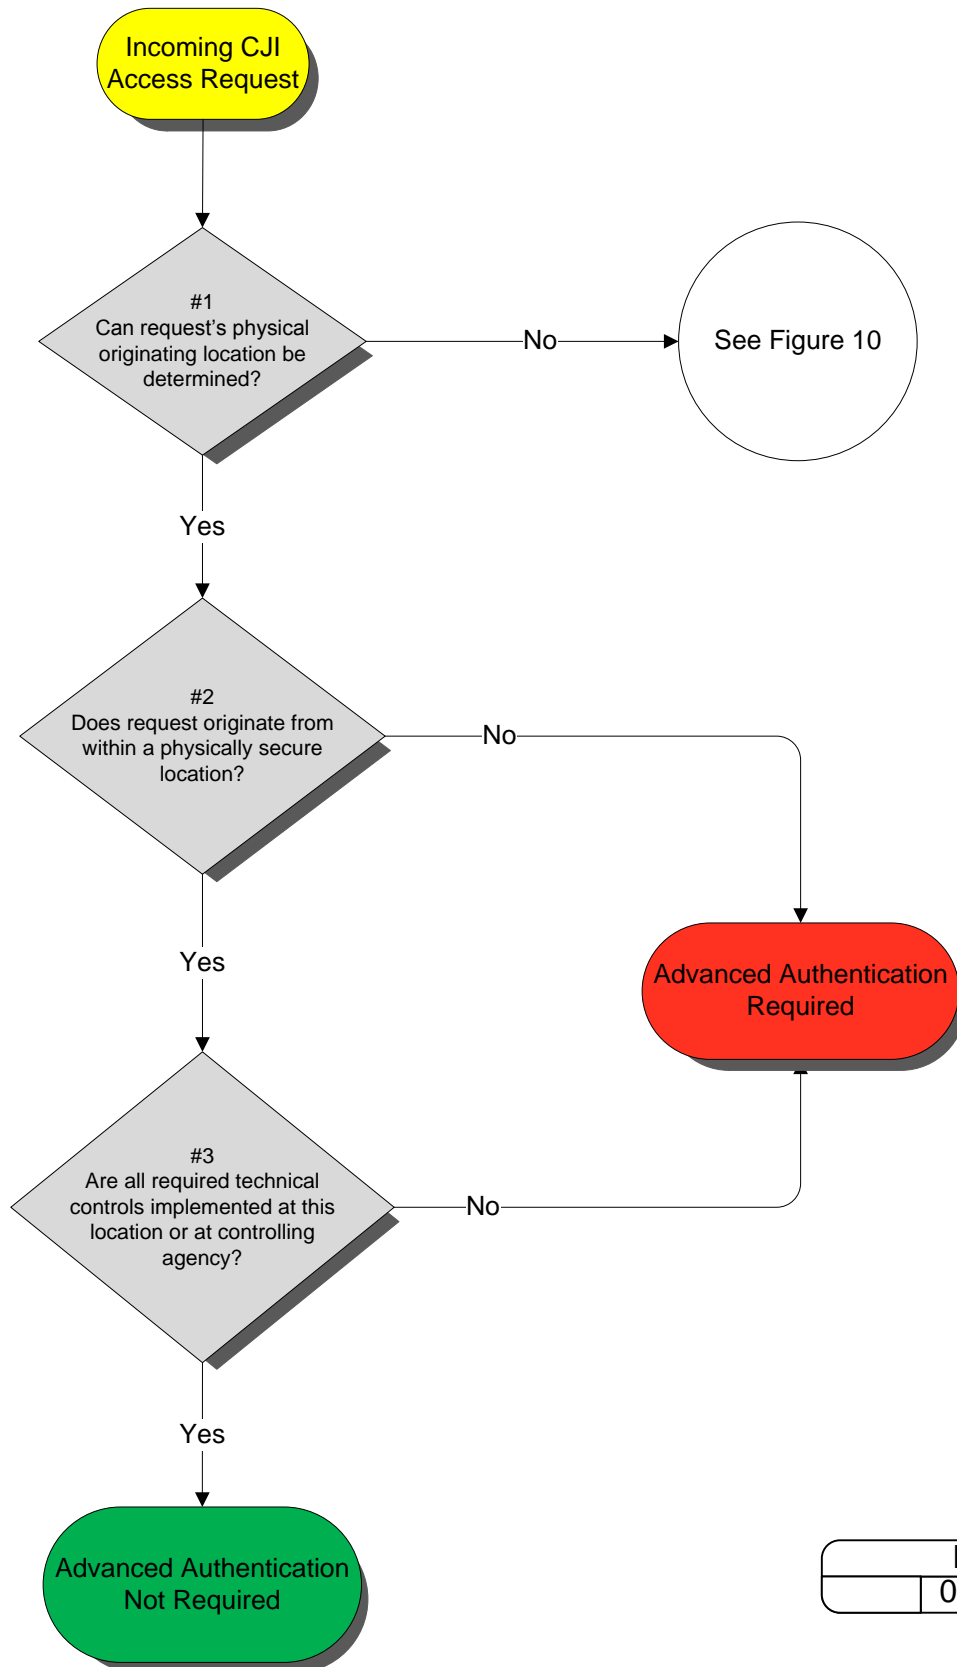 Incoming CJI
Access Request
#1
Can request's physical
originating location be
determined?
No
See Figure 10
Yes
#2
Does request originate from
within a physically secure
location?
No
Yes
Advanced Authentication
Required
#3
Are all required technical
controls implemented at this
location or at controlling
agency?
No
Yes
Advanced Authentication
Not Required
0